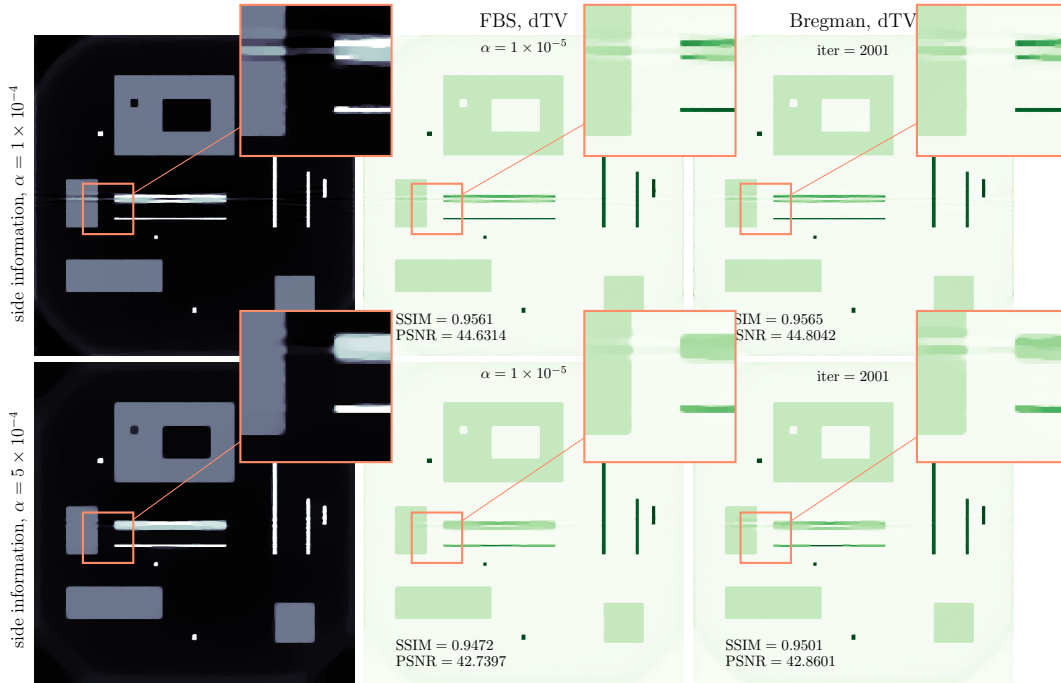 FBS, dTV
Bregman, dTV
side information, α = 1 × 10⁻⁴
α = 1 × 10⁻⁵
iter = 2001
SSIM = 0.9561
PSNR = 44.6314
SSIM = 0.9565
PSNR = 44.8042
side information, α = 5 × 10⁻⁴
α = 1 × 10⁻⁵
iter = 2001
SSIM = 0.9472
PSNR = 42.7397
SSIM = 0.9501
PSNR = 42.8601